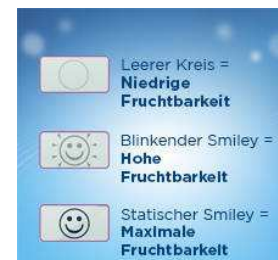 Leerer Kreis =
Niedrige
Fruchtbarkeit
Blinkender Smiley =
Hohe
Fruchtbarkeit
Statischer Smiley =
Maximale
Fruchtbarkeit